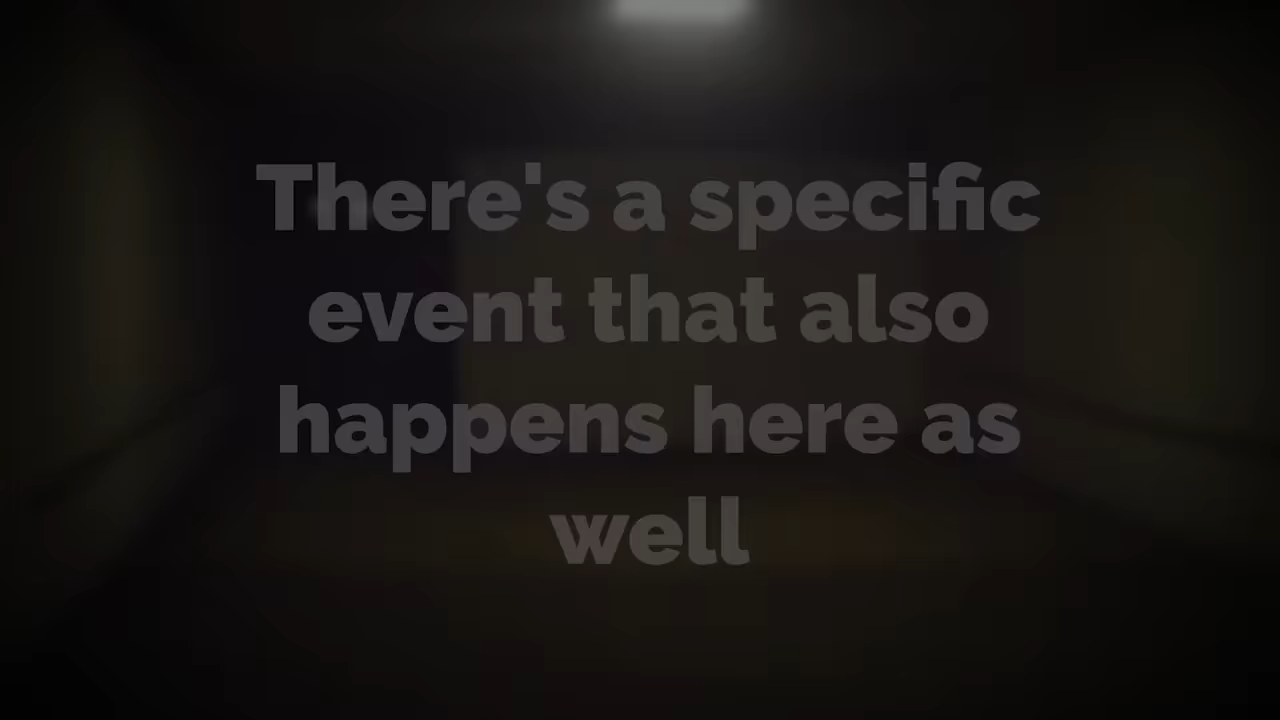 There's a specific
event that also
happens here as
well